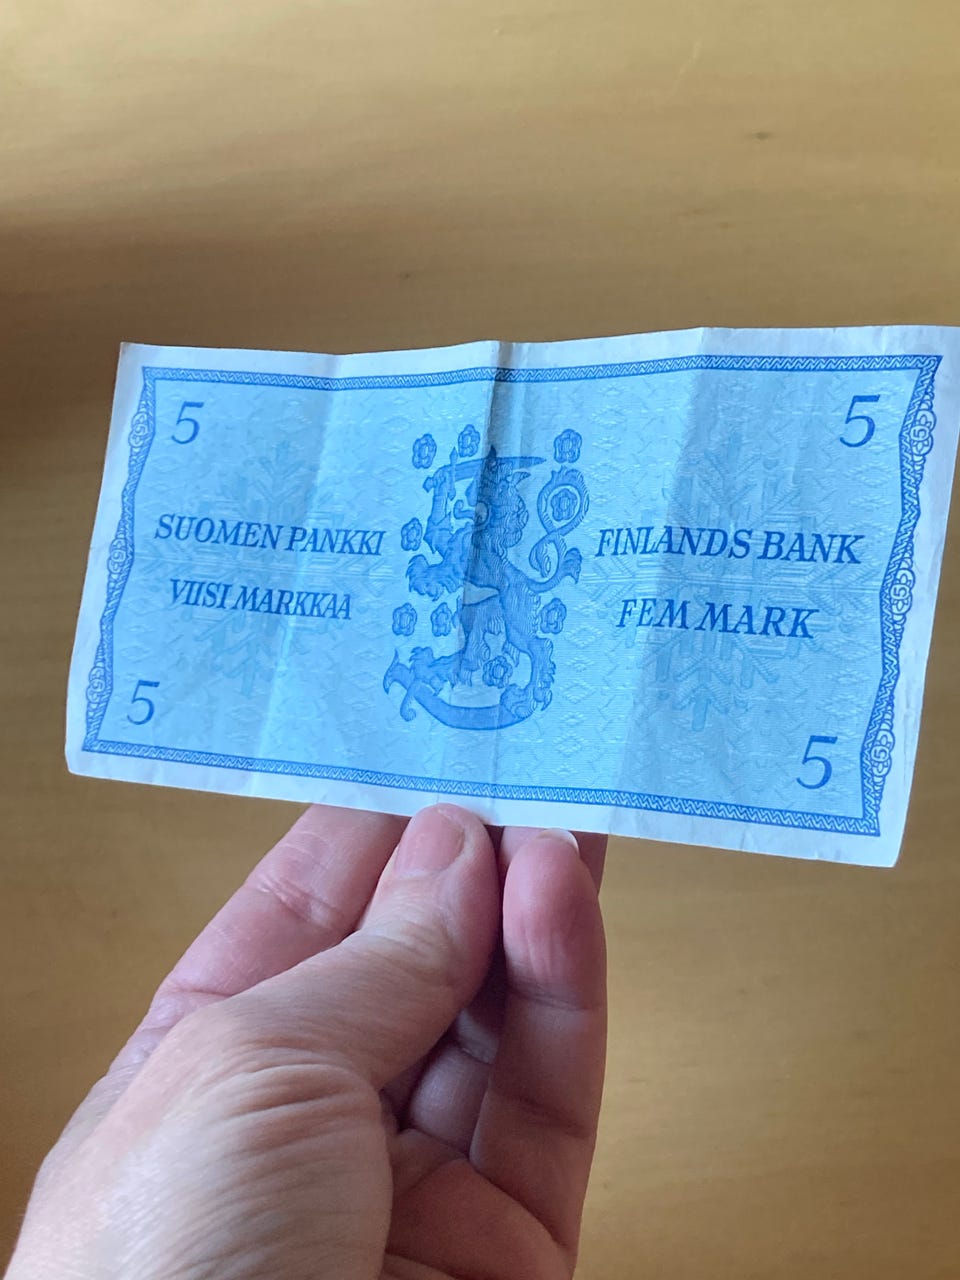 5
5
SUOMEN PANKKI
VIISI MARKKAA
FINLANDS BANK
FEM MARK
5
5